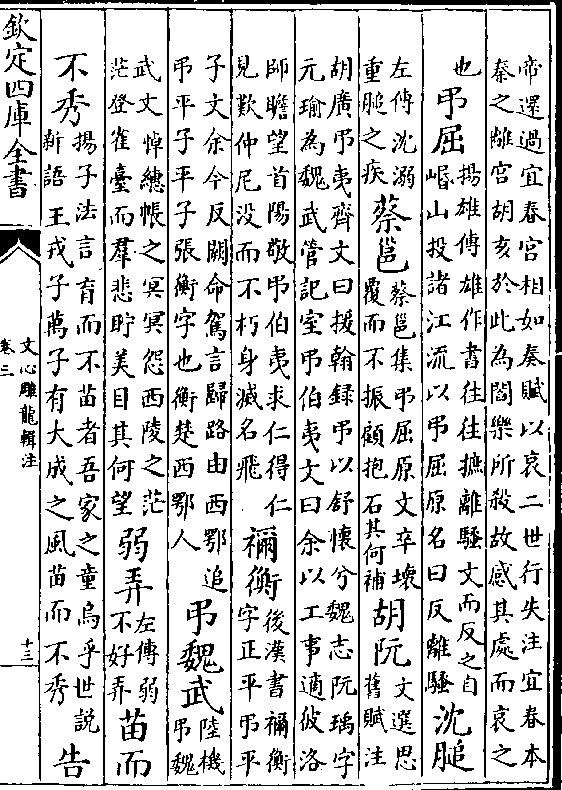 帝還過宜春宮相如奏賦以哀二世行失注宜春本
秦之離宮胡亥於此為閻樂所殺故感其處而哀之
也弔屈揚雄傳雄作書往往摭離騷文而反之自
㟭山投諸江流以弔屈原名曰反離騷沈膇
左傳沈溺重膇之疾蔡邕蔡邕集弔屈原文卒壊
覆而不振顧抱石其何補胡阮文選思舊賦注
胡廣弔夷齊文曰援翰録弔以舒懷兮魏志阮瑀字
元瑜為魏武管記室弔伯夷文曰余以工事適彼洛
師瞻望首陽敬弔伯夷求仁得仁
見歎仲尼没而不朽身滅名飛禰衡後漢書禰衡字正平弔平
子文余今反闕命駕言歸路由西鄂追
弔平子平子張衡字也衡楚西鄂人弔魏武陸機弔魏
武文悼繐帳之冥冥怨西陵之茫
茫登雀臺而羣悲貯美目其何望弱弄左傳弱不好弄苗而
不秀揚子法言育而不苗者吾家之童烏乎世説
新語王戎子萬子有大成之風苗而不秀告
欽定四庫全書
文心雕龍輯注
卷三
十三